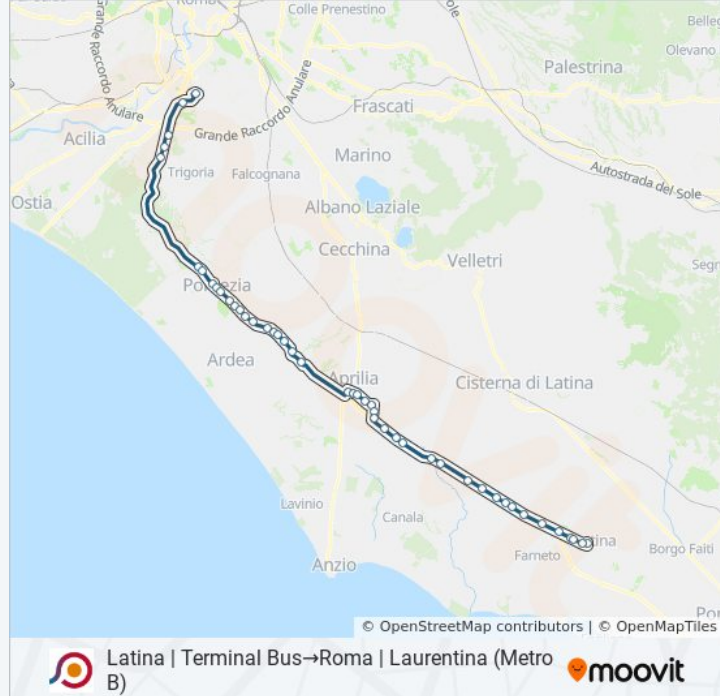 Roma
Colle Prenestino
Grande Raccordo Anulare
Olevano
Palestrina
Frascati
Acilia
Grande Raccordo Anulare
Marino
Trigoria
Falcognana
Autostrada del Sole
Ostia
Albano Laziale
Cecchina
Velletri
Pomezia
Ardea
Aprilia
Cisterna di Latina
Lavinio
Canala
Latina
Farneto
Borgo Faiti
Anzio
© OpenStreetMap contributors | © OpenMapTiles
Latina | Terminal Bus→Roma | Laurentina (Metro
B)
moovit